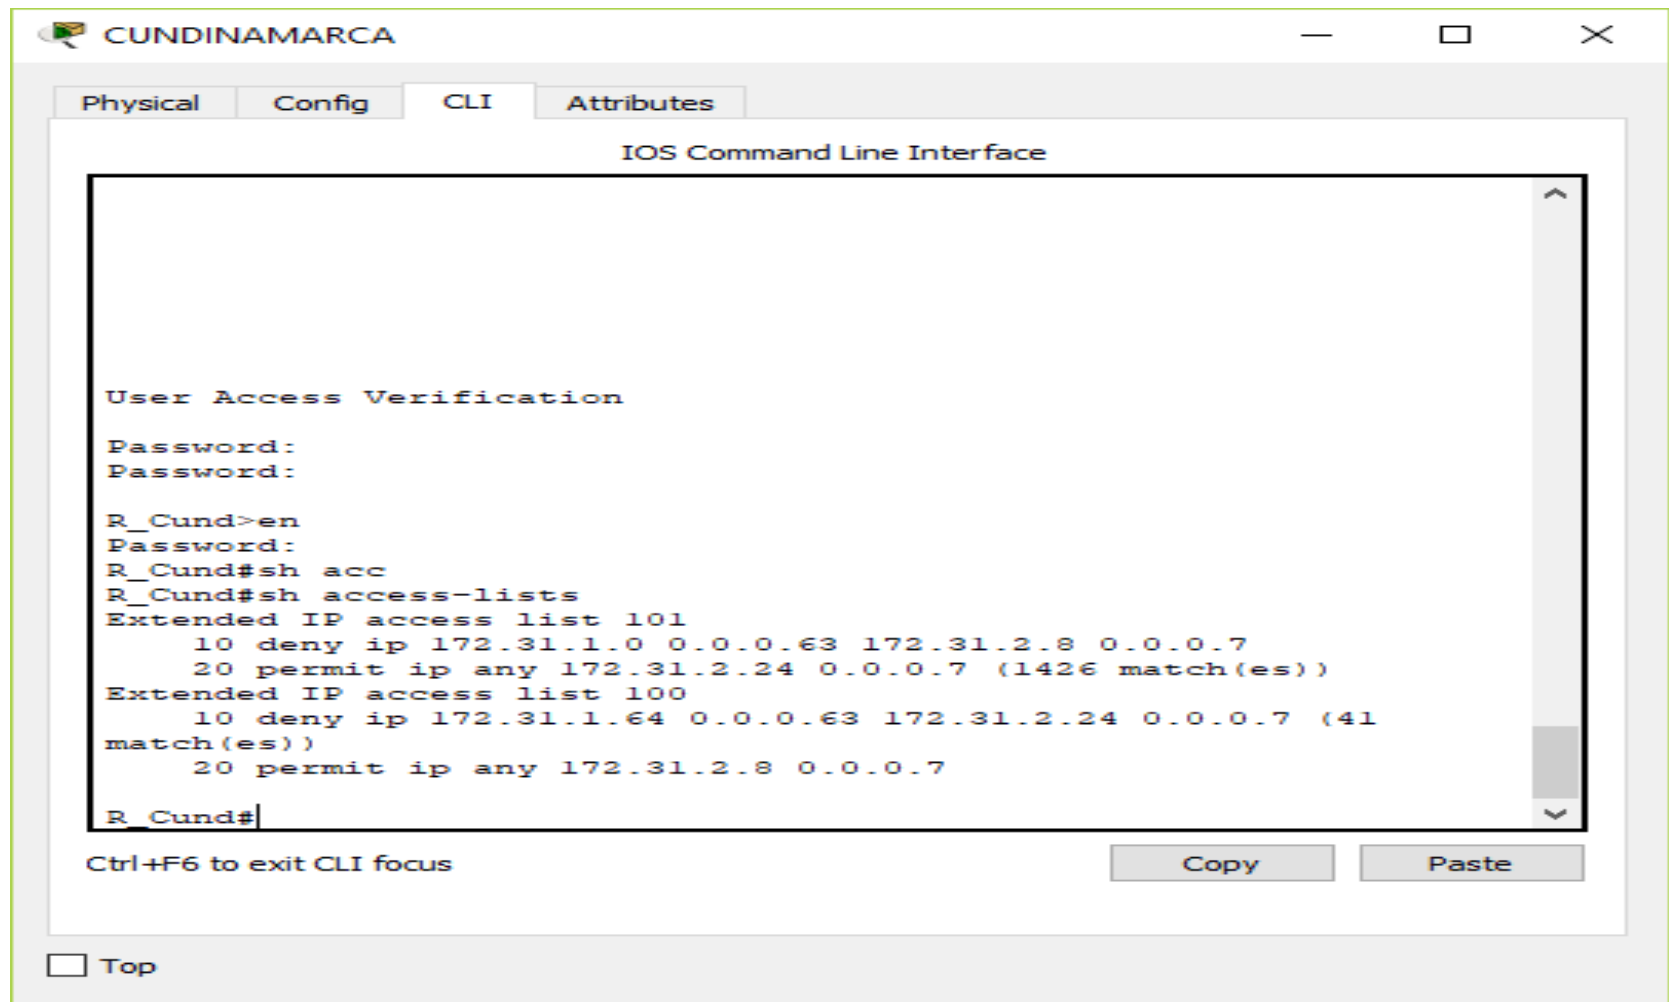 CUNDINAMARCA
Physical Config CLI Attributes
IOS Command Line Interface
User Access Verification
Password:
Password:
R_Cund>en
Password:
R_Cund#sh acc
R_Cund#sh access-lists
Extended IP access list 101
10 deny ip 172.31.1.0 0.0.0.63 172.31.2.8 0.0.0.7
20 permit ip any 172.31.2.24 0.0.0.7 (1426 match(es))
Extended IP access list 100
10 deny ip 172.31.1.64 0.0.0.63 172.31.2.24 0.0.0.7 (41
match(es))
20 permit ip any 172.31.2.8 0.0.0.7
R_Cund#
Ctrl+F6 to exit CLI focus
Copy Paste
Top